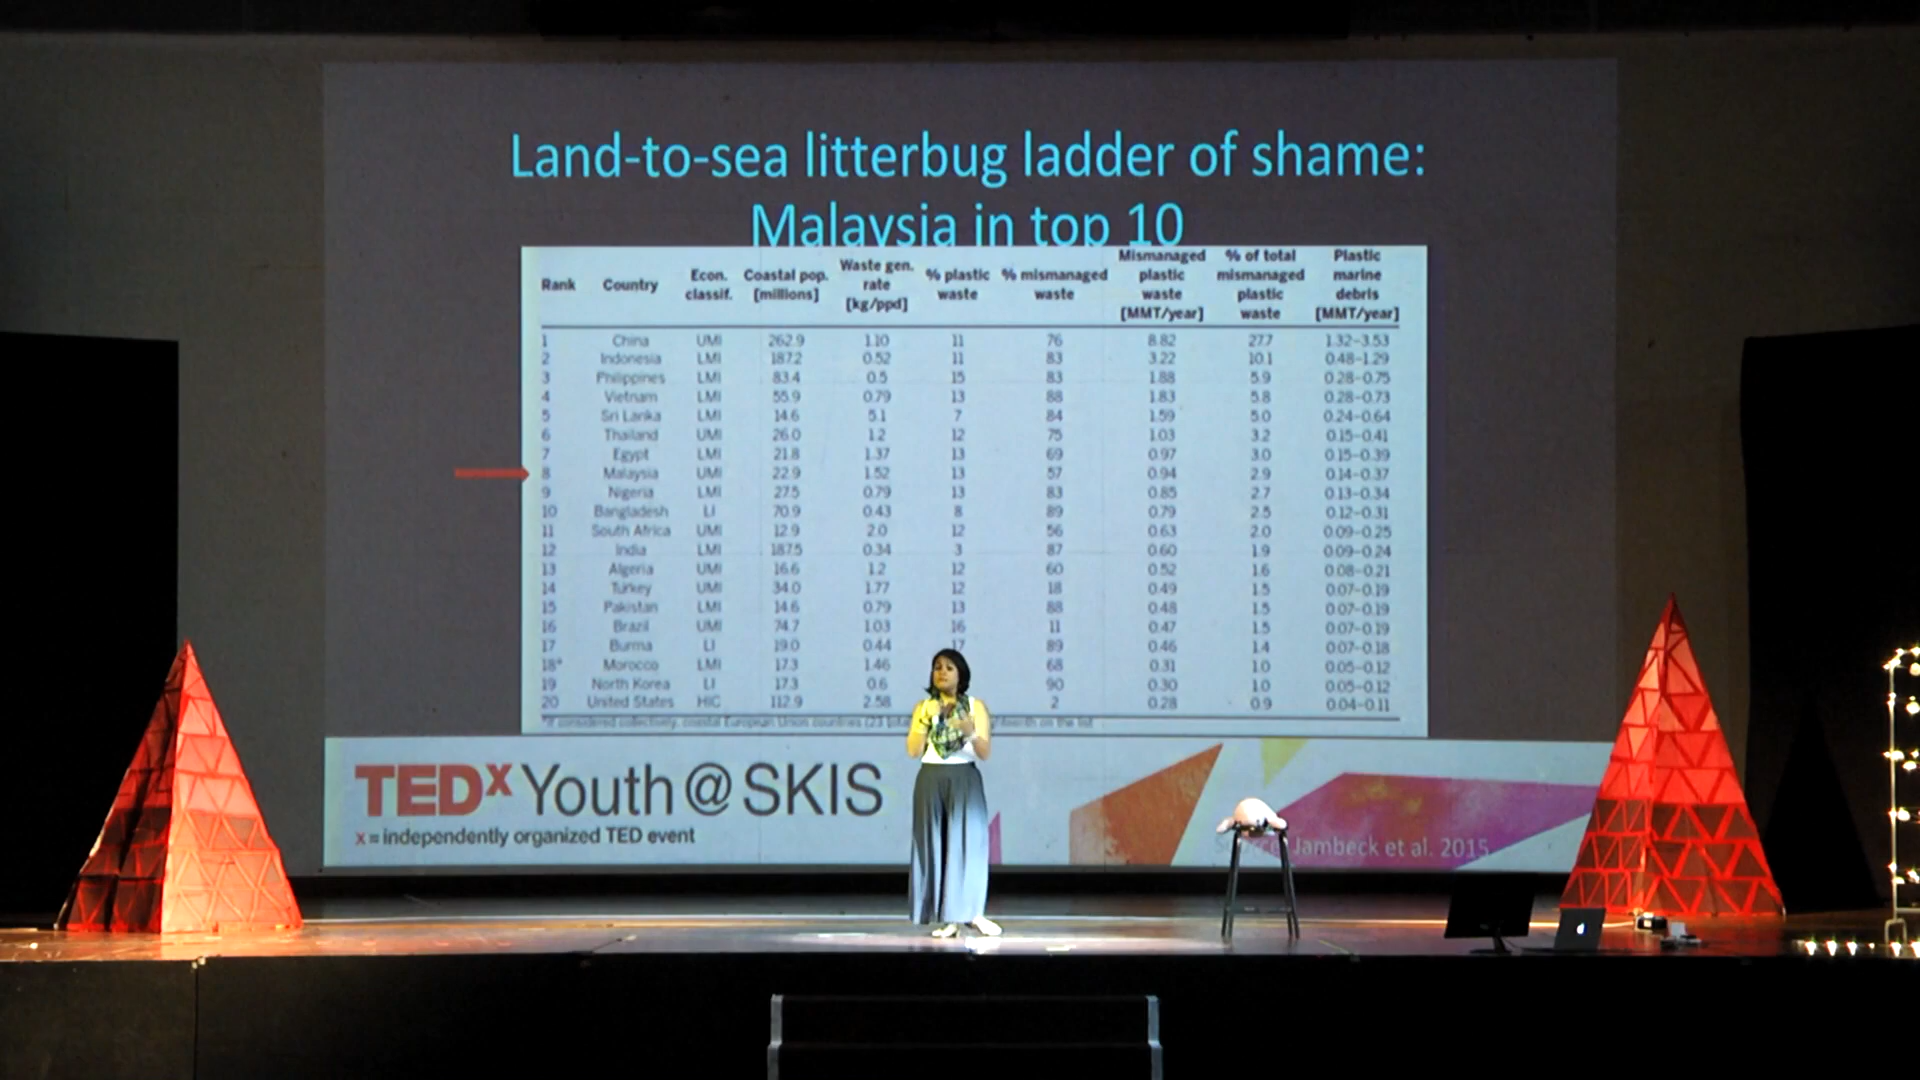 Land-to-sea litterbug ladder of shame:
Malaysia in top 10
Rank Country Econ. classif. Coastal pop. [millions] Waste gen. rate [kg/ppd] % plastic waste % mismanaged waste Mismanaged plastic waste [MMT/year] % of total mismanaged plastic waste Plastic marine debris [MMT/year]
1 China UMI 262.9 1.10 11 76 8.82 27.7 1.32–3.53
2 Indonesia LMI 187.2 0.52 11 83 3.22 10.1 0.48–1.29
3 Philippines LMI 83.4 0.5 15 83 1.88 5.9 0.28–0.75
4 Vietnam LMI 55.9 0.79 13 88 1.83 5.8 0.28–0.73
5 Sri Lanka LMI 14.6 5.1 7 84 1.59 5.0 0.24–0.64
6 Thailand UMI 26.0 1.2 12 75 1.03 3.2 0.15–0.41
7 Egypt LMI 21.8 1.37 13 69 0.97 3.0 0.15–0.39
8 Malaysia UMI 22.9 1.52 13 57 0.94 2.9 0.14–0.37
9 Nigeria LMI 27.5 0.79 13 83 0.85 2.7 0.13–0.34
10 Bangladesh LI 70.9 0.43 8 89 0.79 2.5 0.12–0.31
11 South Africa UMI 12.9 2.0 12 56 0.63 2.0 0.09–0.25
12 India LMI 187.5 0.34 3 87 0.60 1.9 0.09–0.24
13 Algeria UMI 16.6 1.2 12 60 0.52 1.6 0.08–0.21
14 Turkey UMI 34.0 1.77 12 18 0.49 1.5 0.07–0.19
15 Pakistan LMI 14.6 0.79 13 88 0.48 1.5 0.07–0.19
16 Brazil UMI 74.7 1.03 16 11 0.47 1.5 0.07–0.19
17 Burma LI 19.0 0.44 17 89 0.46 1.4 0.07–0.18
18* Morocco LMI 17.3 1.46 68 0.31 1.0 0.05–0.12
19 North Korea LI 17.3 0.6 90 0.30 1.0 0.05–0.12
20 United States HIC 112.9 2.58 2 0.28 0.9 0.04–0.11
*If considered collectively, coastal European Union countries (23 total on the list
TEDx Youth@SKIS
x = independently organized TED event
Jambeck et al. 2015